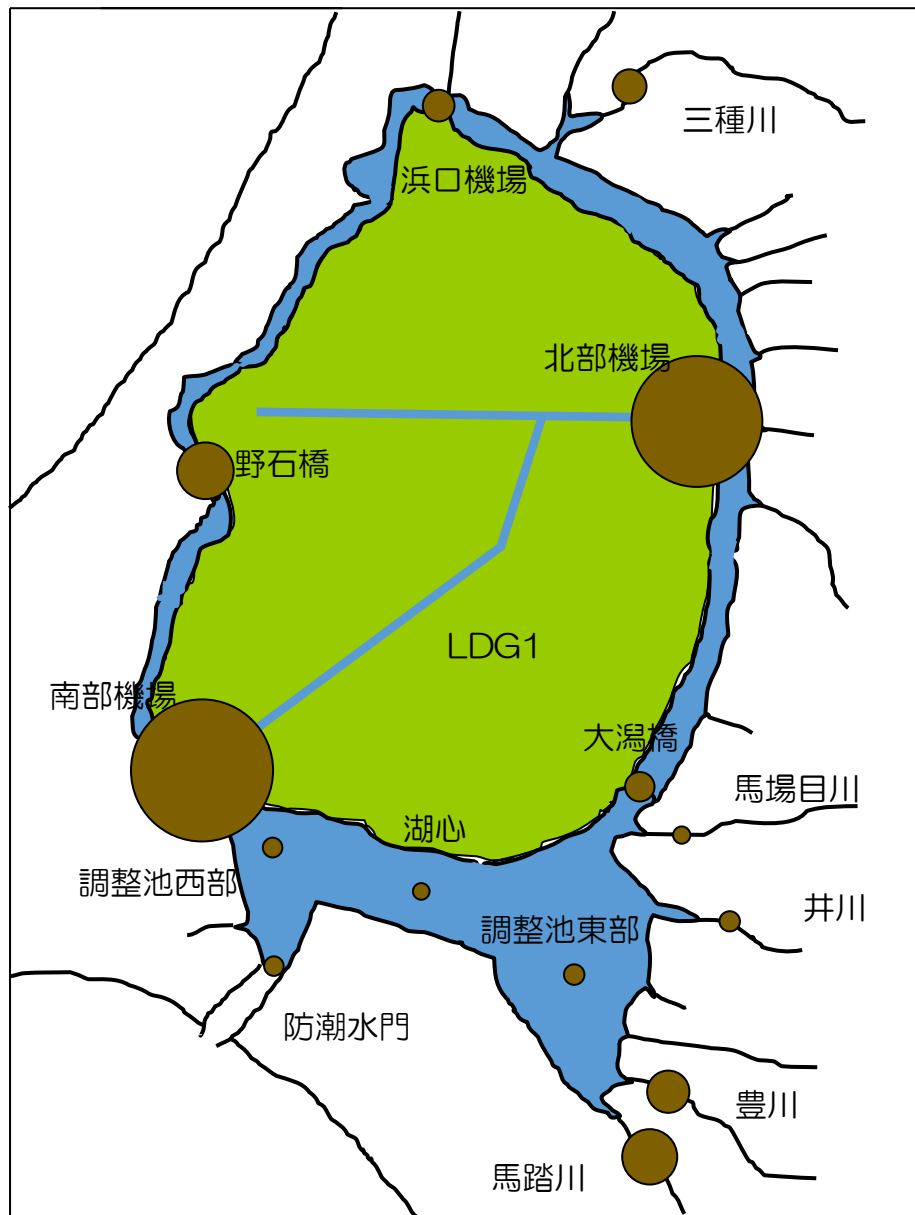 三種川
浜口機場
北部機場
野石橋
LDG1
南部機場
大潟橋
馬場目川
湖心
調整池西部
井川
調整池東部
防潮水門
豊川
馬踏川